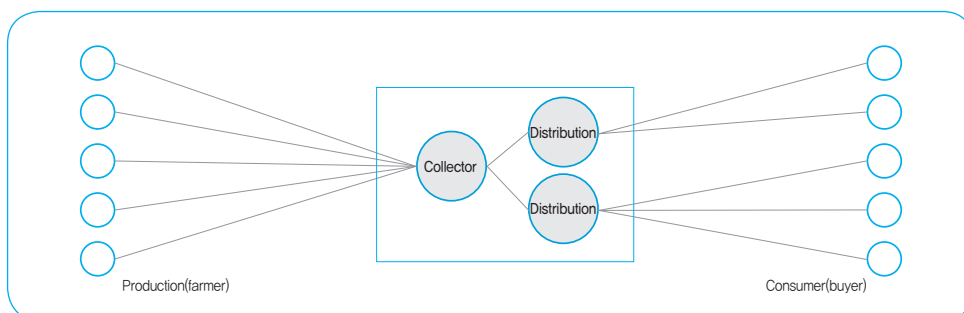 Distribution
Collector
Distribution
Production(farmer)
Consumer(buyer)